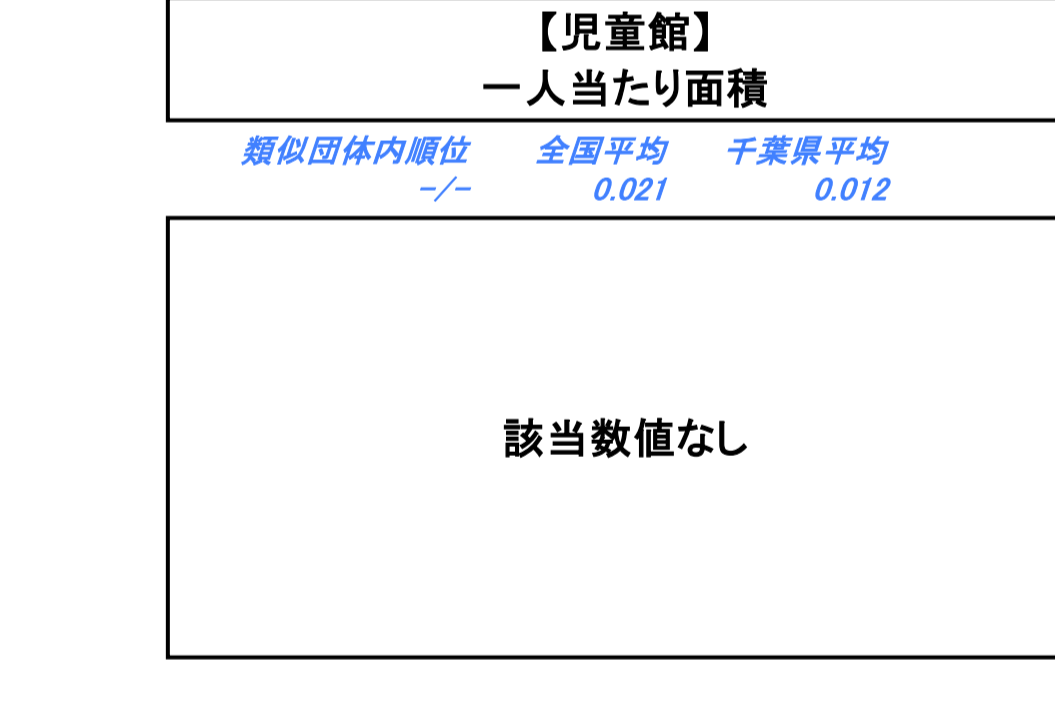 【児童館】
一人当たり面積
類似団体内順位 全国平均 千葉県平均
-/- 0.021 0.012
該当数値なし